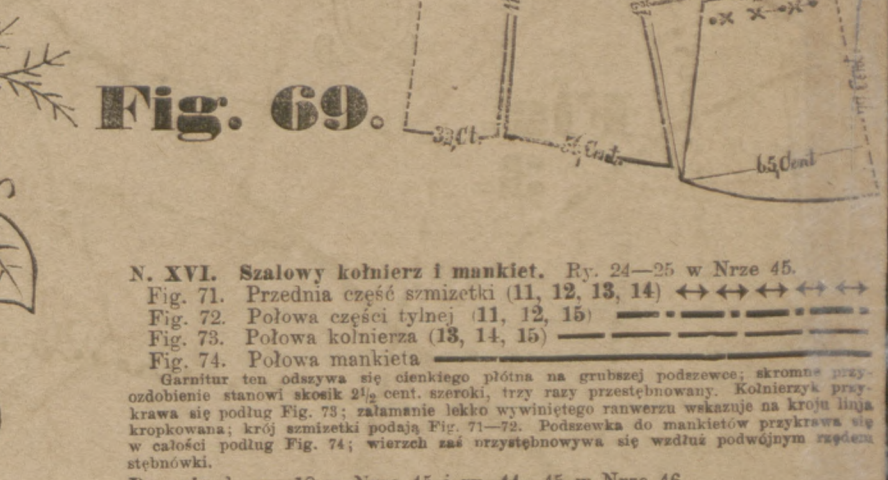 Fig. 69.
65 Cent
N. XVI. Szalowy kołnierz i mankiet. Ry. 24—25 w Nrze 45.
Fig. 71. Przednia część szmizetki (11, 12, 13, 14)
Fig. 72. Połowa części tylnej (11, 12, 15)
Fig. 73. Połowa kołnierza (13, 14, 15)
Fig. 74. Połowa mankieta
Garnitur ten odszywa się cienkiego płótna na grubszej podszewce; skromne przy-
ozdobienie stanowi skosik 2½ cent. szeroki, trzy razy przestębnowany. Kołnierzyk przy-
krawa się podług Fig. 73; załamanie lekko wywiniętego ranwerzu wskazuje na kroju linja
kropkowana; krój szmizetki podają Fig. 71—72. Podszewka do mankietów przykrawa się
w całości podług Fig. 74; wierzch zaś przystębnowywa się wzdłuż podwójnym rzędem
stębnówki.